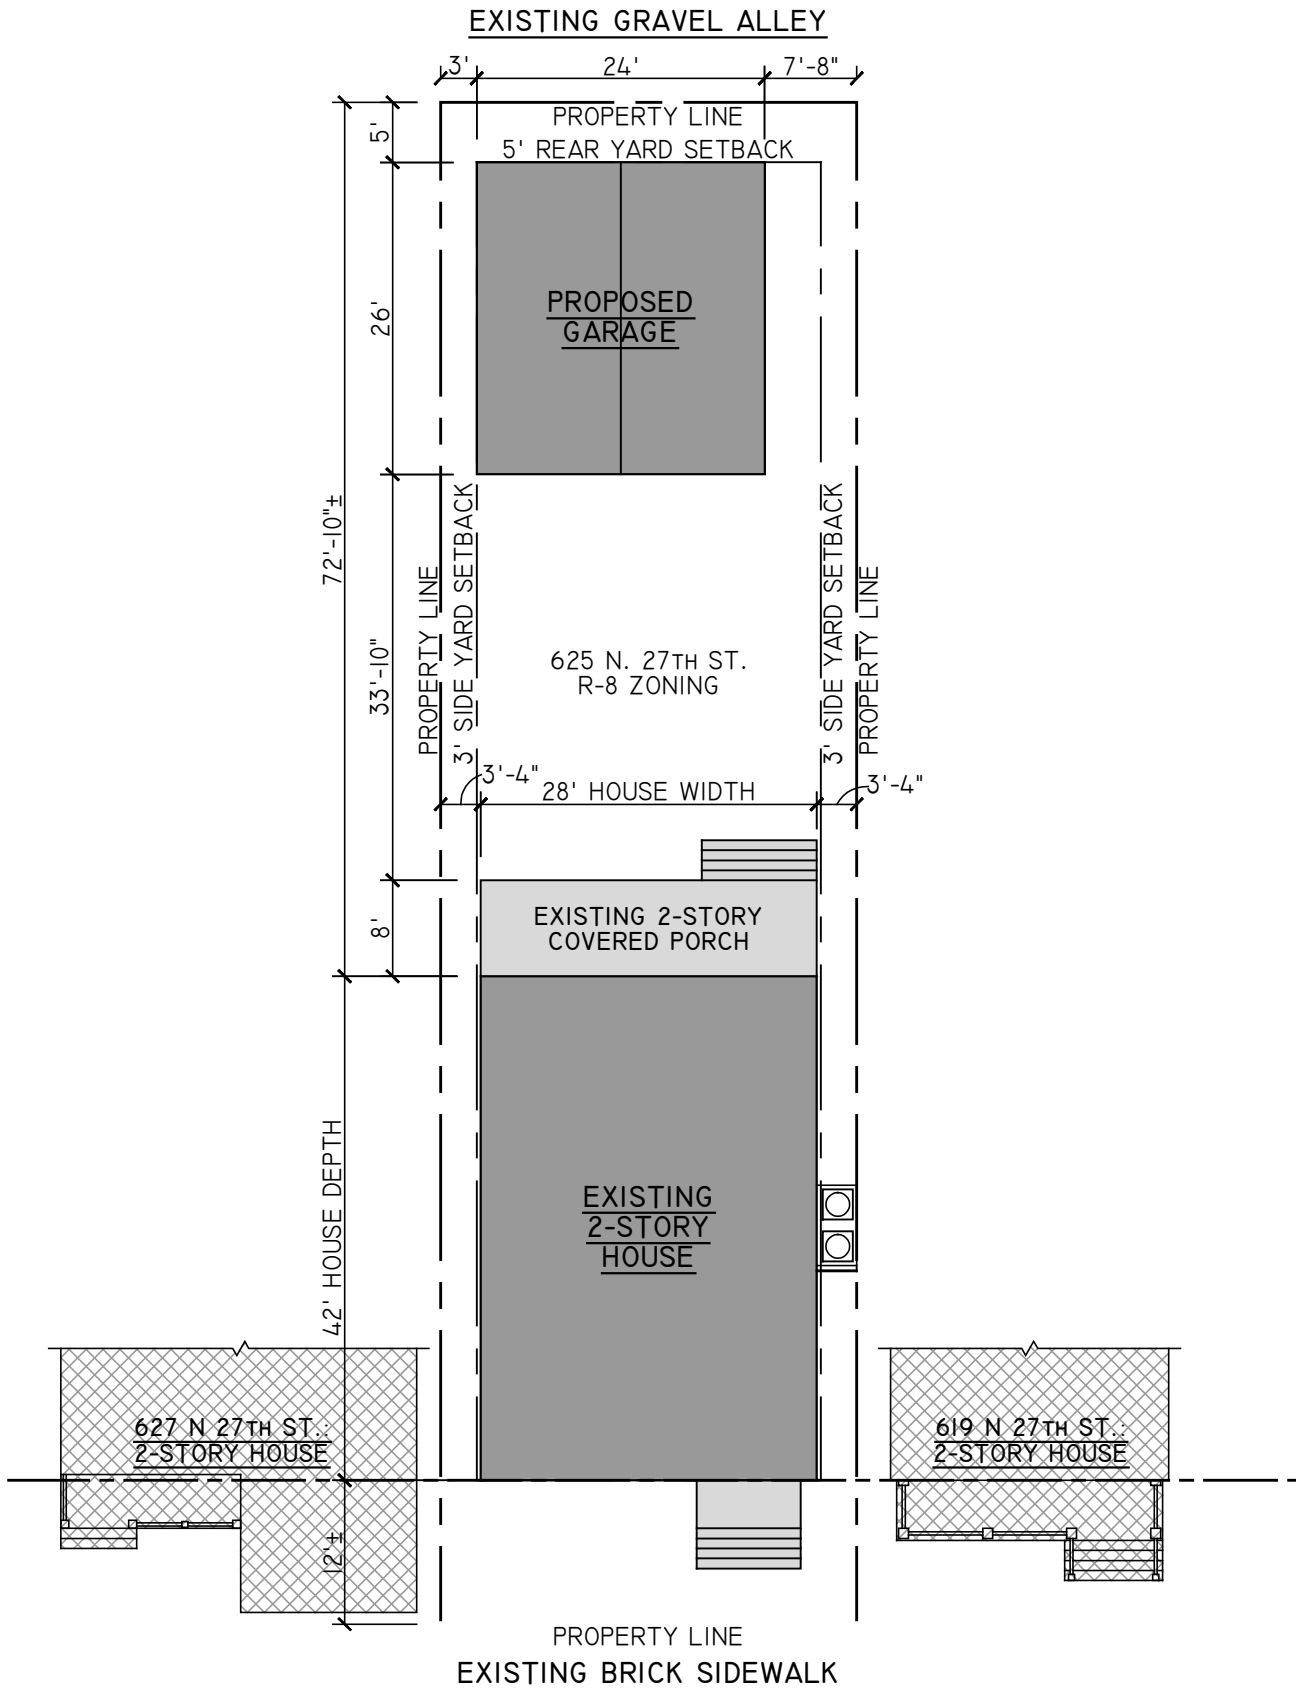 EXISTING GRAVEL ALLEY
3'
24'
7'-8"
PROPERTY LINE
5' REAR YARD SETBACK
5'
26'
PROPOSED
GARAGE
72'-10"±
33'-10"
PROPERTY LINE
3' SIDE YARD SETBACK
625 N. 27TH ST.
R-8 ZONING
3' SIDE YARD SETBACK
PROPERTY LINE
3'-4"
28' HOUSE WIDTH
3'-4"
8'
EXISTING 2-STORY
COVERED PORCH
42' HOUSE DEPTH
EXISTING
2-STORY
HOUSE
627 N 27TH ST.:
2-STORY HOUSE
619 N 27TH ST.:
2-STORY HOUSE
12'±
PROPERTY LINE
EXISTING BRICK SIDEWALK